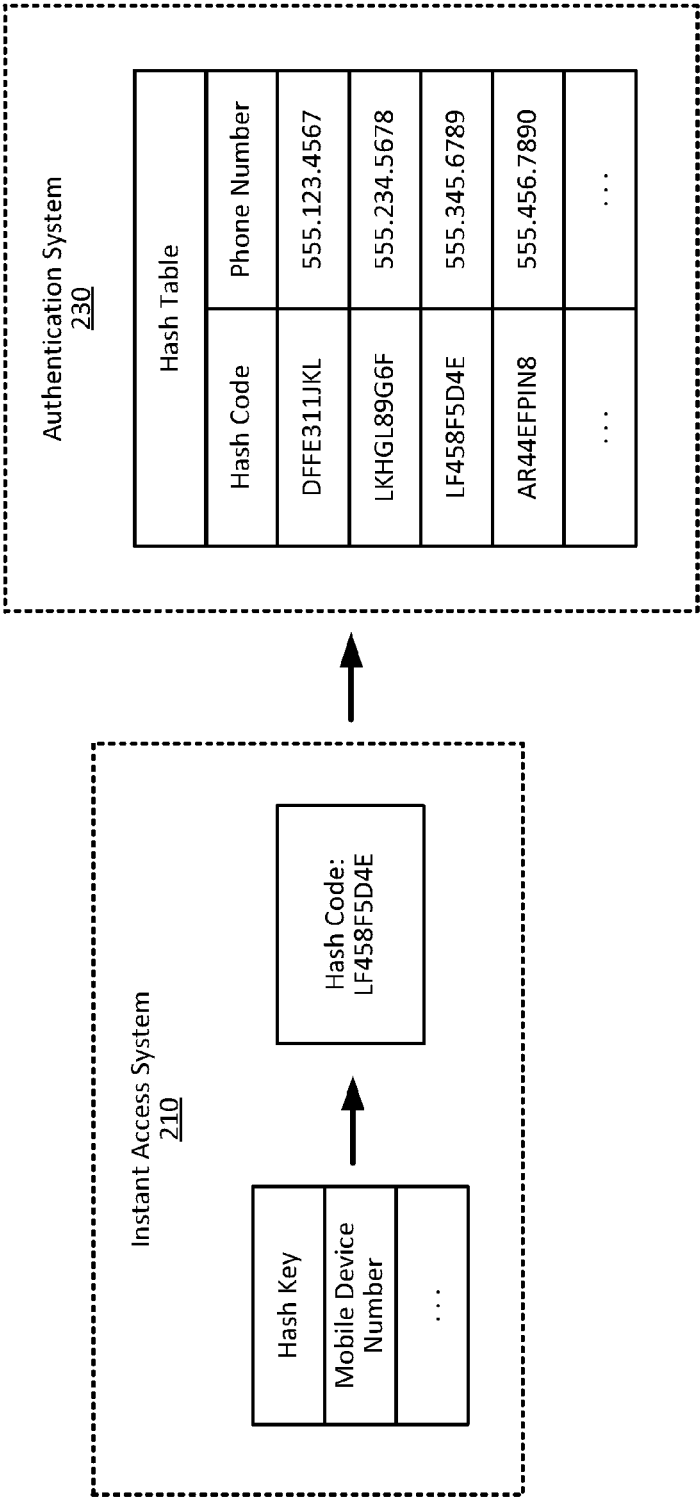 Instant Access System
210
Hash Key
Mobile Device
Number
. . .
Hash Code:
LF458F5D4E
Authentication System
230
Hash Table
Hash Code Phone Number
DFFE311JKL 555.123.4567
LKHGL89G6F 555.234.5678
LF458F5D4E 555.345.6789
AR44EFPIN8 555.456.7890
. . . . . .